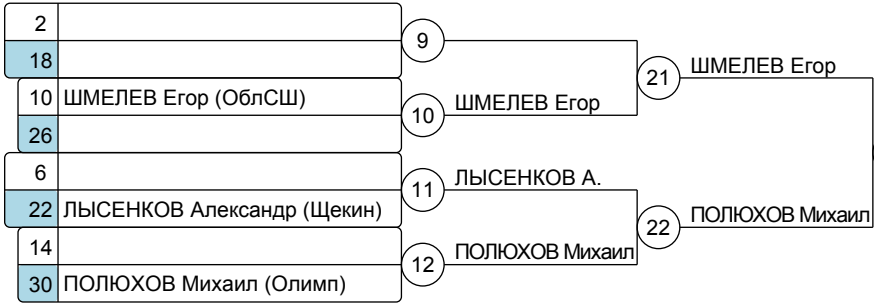 2
18
9
10 ШМЕЛЕВ Егор (ОблСШ)
26
10
ШМЕЛЕВ Егор
21
ШМЕЛЕВ Егор
6
22 ЛЫСЕНКОВ Александр (Щекин)
11
ЛЫСЕНКОВ А.
14
30 ПОЛЮХОВ Михаил (Олимп)
12
ПОЛЮХОВ Михаил
22
ПОЛЮХОВ Михаил